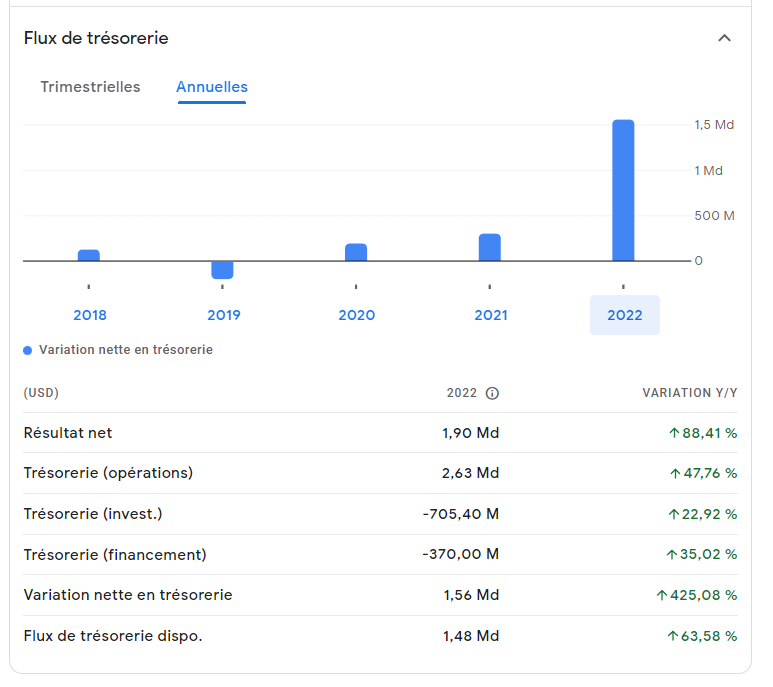 Flux de trésorerie
Trimestrielles Annuelles
1,5 Md
1 Md
500 M
0
2018 2019 2020 2021 2022
Variation nette en trésorerie
(USD) 2022 VARIATION Y/Y
Résultat net 1,90 Md ↑88,41 %
Trésorerie (opérations) 2,63 Md ↑47,76 %
Trésorerie (invest.) -705,40 M ↑22,92 %
Trésorerie (financement) -370,00 M ↑35,02 %
Variation nette en trésorerie 1,56 Md ↑425,08 %
Flux de trésorerie dispo. 1,48 Md ↑63,58 %